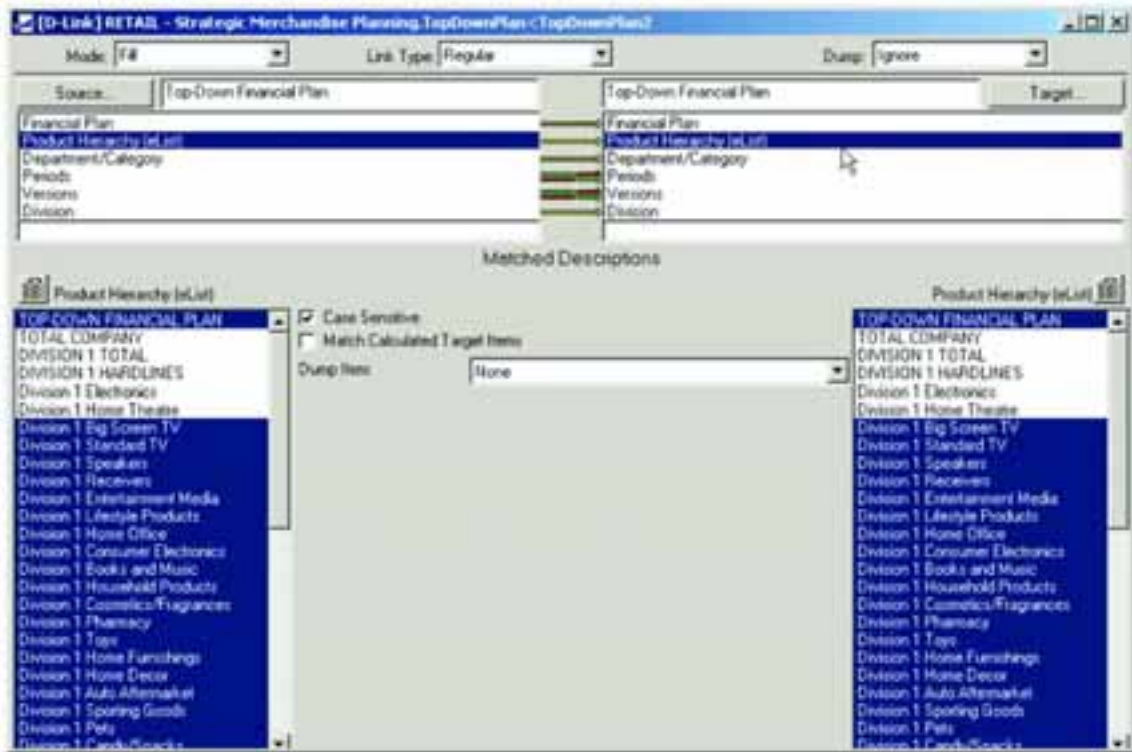 [D-Link] RETAIL - Strategic Merchandise Planning.TopDownPlan<TopDownPlan2
Mode: Fill Link Type: Regular Dump: Ignore
Source... Top-Down Financial Plan Top-Down Financial Plan Target...
Financial Plan Financial Plan
Product Hierarchy (eList) Product Hierarchy (eList)
Department/Category Department/Category
Periods Periods
Versions Versions
Division Division
Matched Descriptions
Product Hierarchy (eList) Product Hierarchy (eList)
TOP-DOWN FINANCIAL PLAN Case Sensitive TOP-DOWN FINANCIAL PLAN
TOTAL COMPANY Match Calculated Target Items TOTAL COMPANY
DIVISION 1 TOTAL DIVISION 1 TOTAL
DIVISION 1 HARDLINES Dump Item: None DIVISION 1 HARDLINES
Division 1 Electronics Division 1 Electronics
Division 1 Home Theatre Division 1 Home Theatre
Division 1 Big Screen TV Division 1 Big Screen TV
Division 1 Standard TV Division 1 Standard TV
Division 1 Speakers Division 1 Speakers
Division 1 Receivers Division 1 Receivers
Division 1 Entertainment Media Division 1 Entertainment Media
Division 1 Lifestyle Products Division 1 Lifestyle Products
Division 1 Home Office Division 1 Home Office
Division 1 Consumer Electronics Division 1 Consumer Electronics
Division 1 Books and Music Division 1 Books and Music
Division 1 Household Products Division 1 Household Products
Division 1 Cosmetics/Fragrances Division 1 Cosmetics/Fragrances
Division 1 Pharmacy Division 1 Pharmacy
Division 1 Toys Division 1 Toys
Division 1 Home Furnishings Division 1 Home Furnishings
Division 1 Home Decor Division 1 Home Decor
Division 1 Auto Aftermarket Division 1 Auto Aftermarket
Division 1 Sporting Goods Division 1 Sporting Goods
Division 1 Pets Division 1 Pets
Division 1 Candy/Snacks Division 1 Candy/Snacks